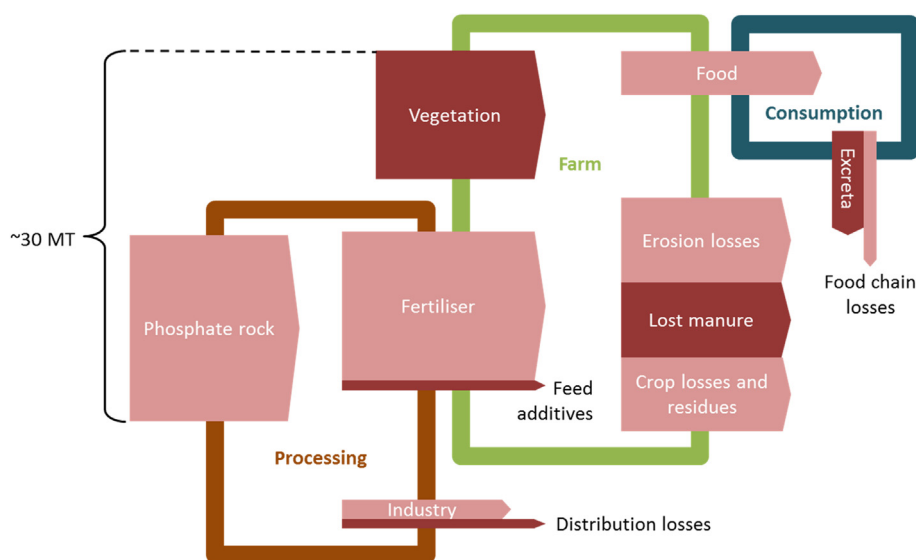 Food
Vegetation
Consumption
Farm
Excreta
~30 MT
Erosion losses
Food chain
losses
Phosphate rock
Fertiliser
Lost manure
Feed
additives
Crop losses and
residues
Processing
Industry
Distribution losses